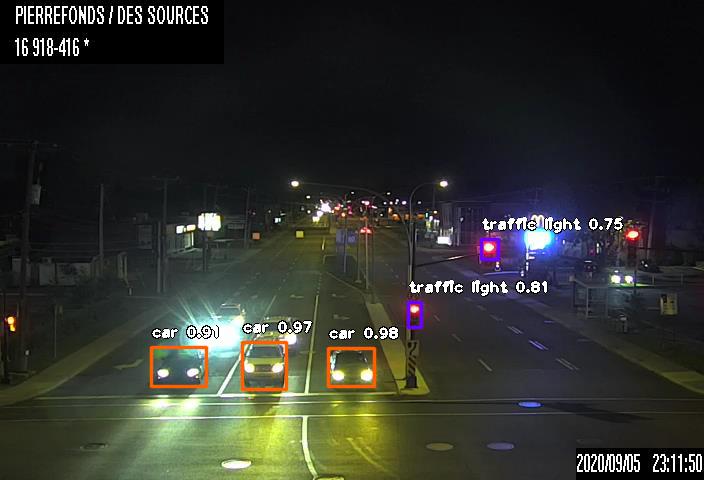 PIERREFONDS / DES SOURCES
16 918-416 *
traffic light 0.75
traffic light 0.81
car 0.91
car 0.97
car 0.98
2020/09/05 23:11:50